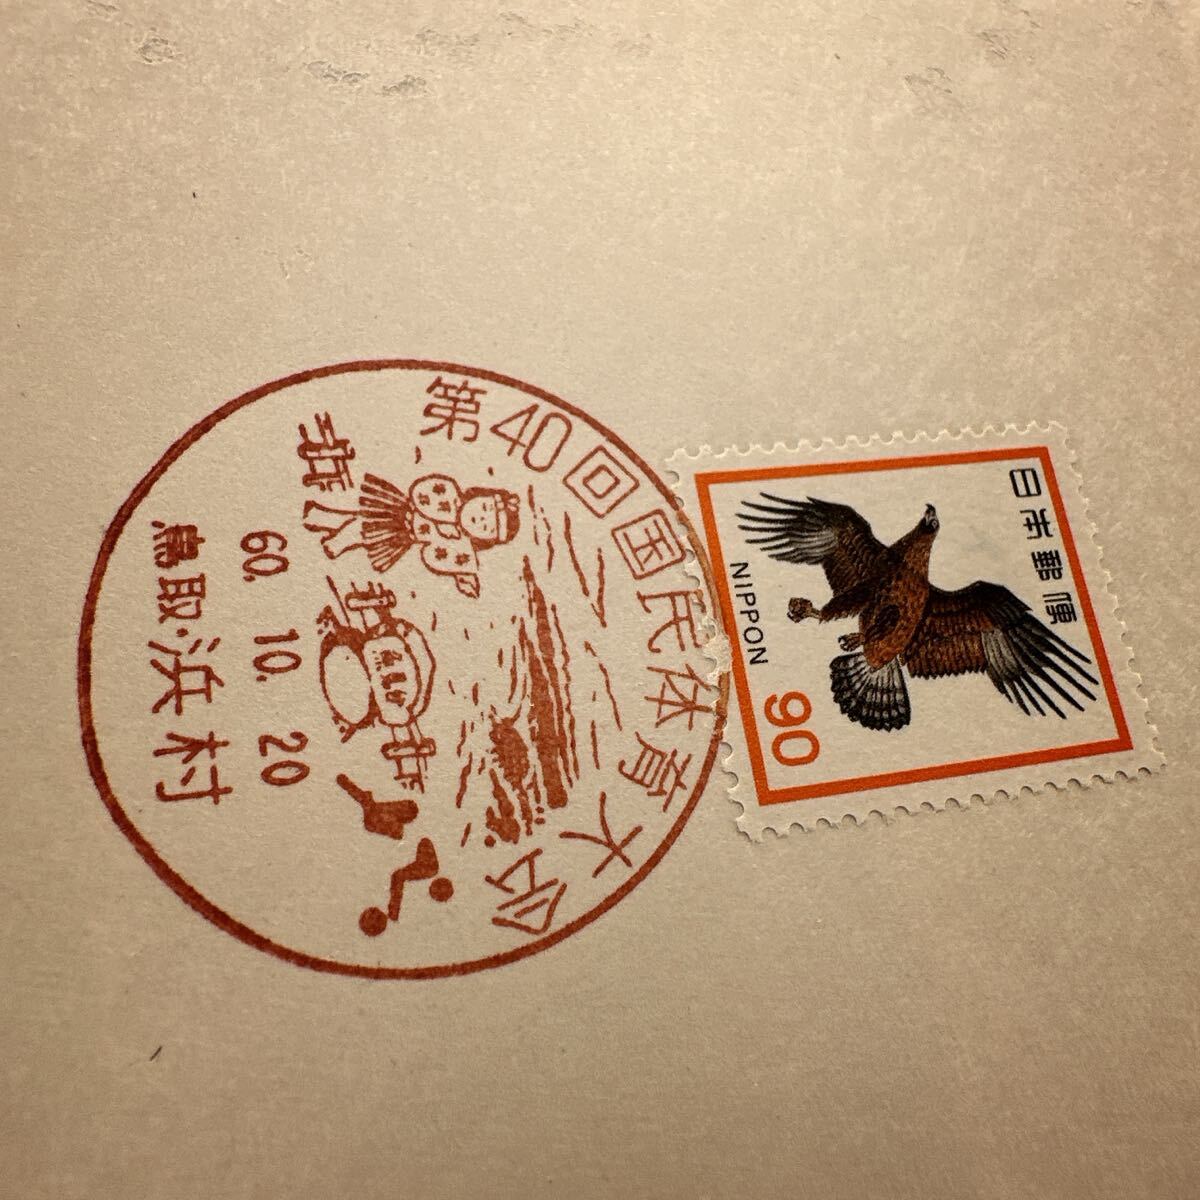 第40回国民体育大会
60.10.20
鳥取・浜村
日本郵便
NIPPON
90